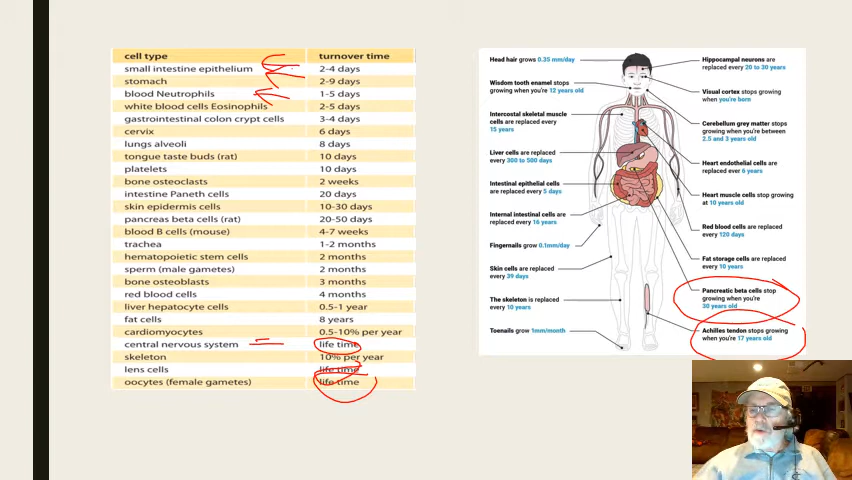 cell type turnover time
small intestine epithelium 2-4 days
stomach 2-9 days
blood Neutrophils 1-5 days
white blood cells Eosinophils 2-5 days
gastrointestinal colon crypt cells 3-4 days
cervix 6 days
lungs alveoli 8 days
tongue taste buds (rat) 10 days
platelets 10 days
bone osteoclasts 2 weeks
intestine Paneth cells 20 days
skin epidermis cells 10-30 days
pancreas beta cells (rat) 20-50 days
blood B cells (mouse) 4-7 weeks
trachea 1-2 months
hematopoietic stem cells 2 months
sperm (male gametes) 2 months
bone osteoblasts 3 months
red blood cells 4 months
liver hepatocyte cells 0.5-1 year
fat cells 8 years
cardiomyocytes 0.5-10% per year
central nervous system life time
skeleton 10% per year
lens cells life time
oocytes (female gametes) life time
Head hair grows 0.35 mm/day
Wisdom tooth enamel stops
growing when you're 12 years old
Intercostal skeletal muscle
cells are replaced every
15 years
Liver cells are replaced
every 300 to 500 days
Intestinal epithelial cells
are replaced every 5 days
Internal intestinal cells are
replaced every 16 years
Fingernails grow 0.1mm/day
Skin cells are replaced
every 39 days
The skeleton is replaced
every 10 years
Toenails grow 1mm/month
Hippocampal neurons are
replaced every 20 to 30 years
Visual cortex stops growing
when you're born
Cerebellum grey matter stops
growing when you're between
2.5 and 3 years old
Heart endothelial cells are
replaced ever 6 years
Heart muscle cells stop growing
at 10 years old
Red blood cells are replaced
every 120 days
Fat storage cells are replaced
every 10 years
Pancreatic beta cells stop
growing when you're
30 years old
Achilles tendon stops growing
when you're 17 years old